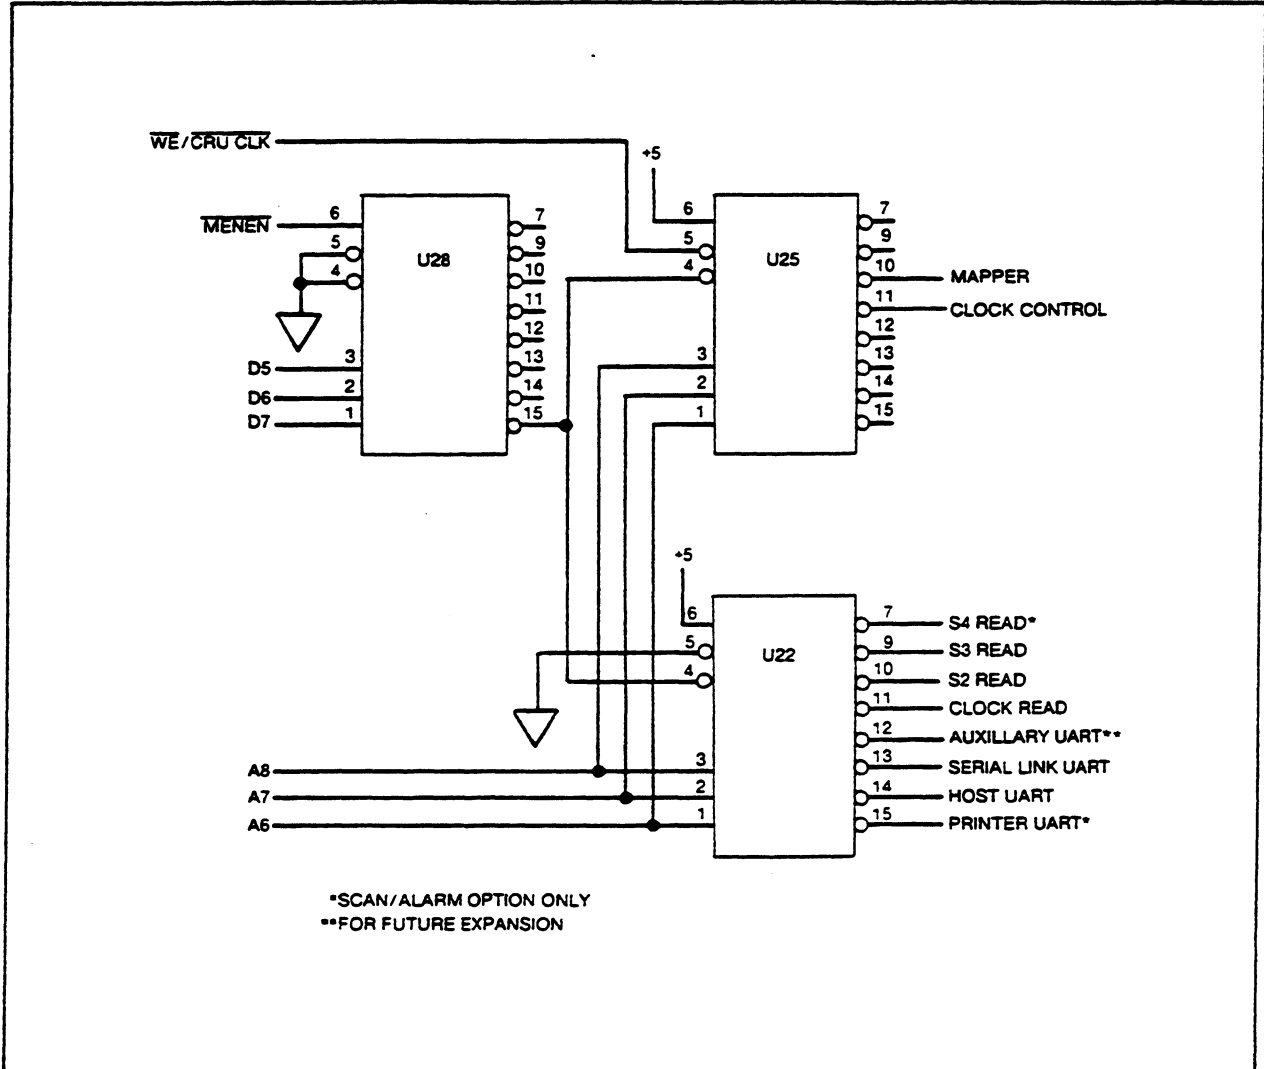 WE/CRU CLK
+5
MENEN
6
5
4
U28
7
9
10
11
12
13
14
15
D5
3
D6
2
D7
1
6
5
4
U25
3
2
1
7
9
10
MAPPER
11
CLOCK CONTROL
12
13
14
15
+5
6
5
4
U22
7
S4 READ*
9
S3 READ
10
S2 READ
11
CLOCK READ
12
AUXILLARY UART**
13
SERIAL LINK UART
14
HOST UART
15
PRINTER UART*
A8
3
A7
2
A6
1
*SCAN/ALARM OPTION ONLY
**FOR FUTURE EXPANSION